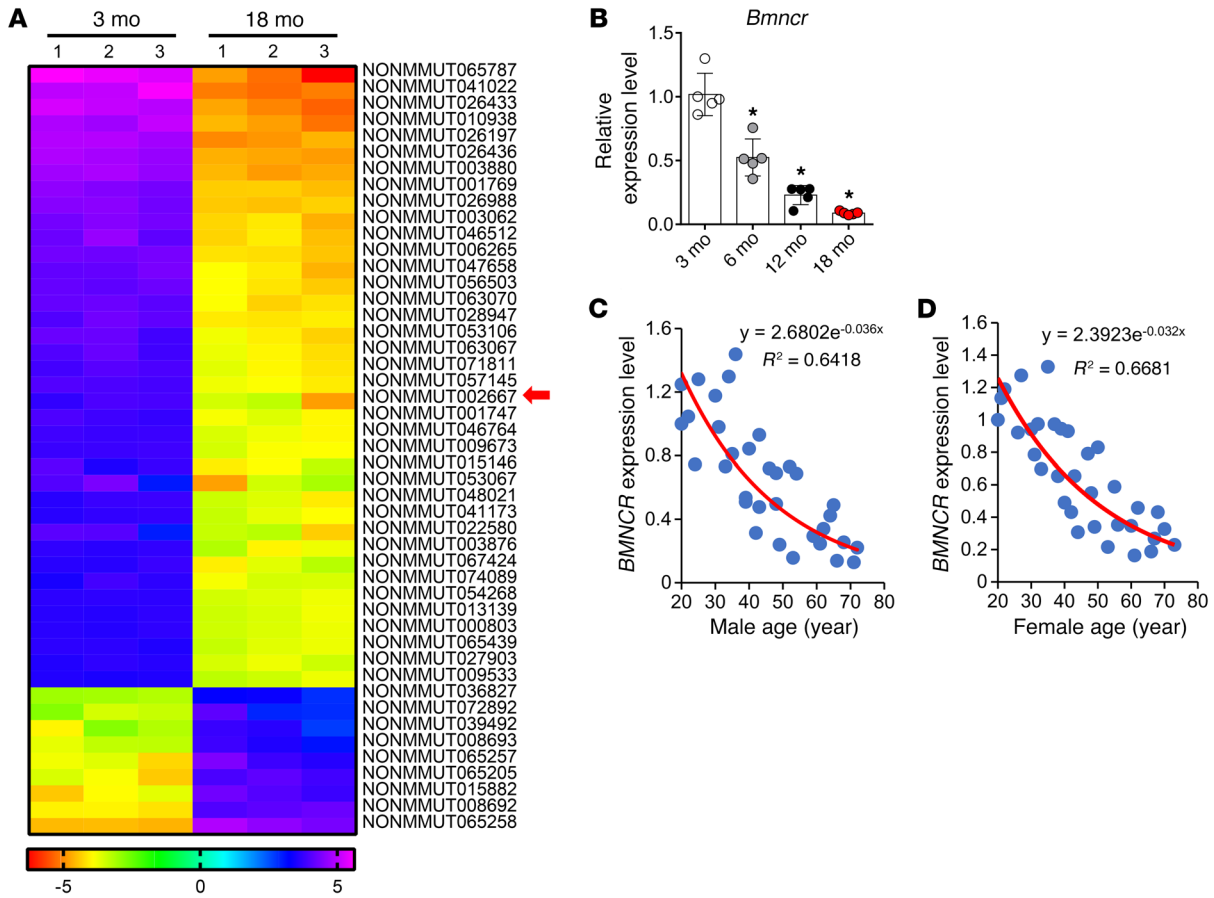 A
3 mo 18 mo
1 2 3 1 2 3
NONMMUT065787
NONMMUT041022
NONMMUT026433
NONMMUT010938
NONMMUT026197
NONMMUT026436
NONMMUT003880
NONMMUT001769
NONMMUT026988
NONMMUT003062
NONMMUT046512
NONMMUT006265
NONMMUT047658
NONMMUT056503
NONMMUT063070
NONMMUT028947
NONMMUT053106
NONMMUT063067
NONMMUT071811
NONMMUT057145
NONMMUT002667
NONMMUT001747
NONMMUT046764
NONMMUT009673
NONMMUT015146
NONMMUT053067
NONMMUT048021
NONMMUT041173
NONMMUT022580
NONMMUT003876
NONMMUT067424
NONMMUT074089
NONMMUT054268
NONMMUT013139
NONMMUT000803
NONMMUT065439
NONMMUT027903
NONMMUT009533
NONMMUT036827
NONMMUT072892
NONMMUT039492
NONMMUT008693
NONMMUT065257
NONMMUT065205
NONMMUT015882
NONMMUT008692
NONMMUT065258
-5 0 5
B
Bmncr
Relative
expression level
1.5
1.0
0.5
0.0
*
*
*
3 mo 6 mo 12 mo 18 mo
C
y = 2.6802e^-0.036x
R² = 0.6418
BMNCR expression level
1.6
1.2
0.8
0.4
0
20 30 40 50 60 70 80
Male age (year)
D
y = 2.3923e^-0.032x
R² = 0.6681
BMNCR expression level
1.6
1.4
1.2
1
0.8
0.6
0.4
0.2
0
20 30 40 50 60 70 80
Female age (year)